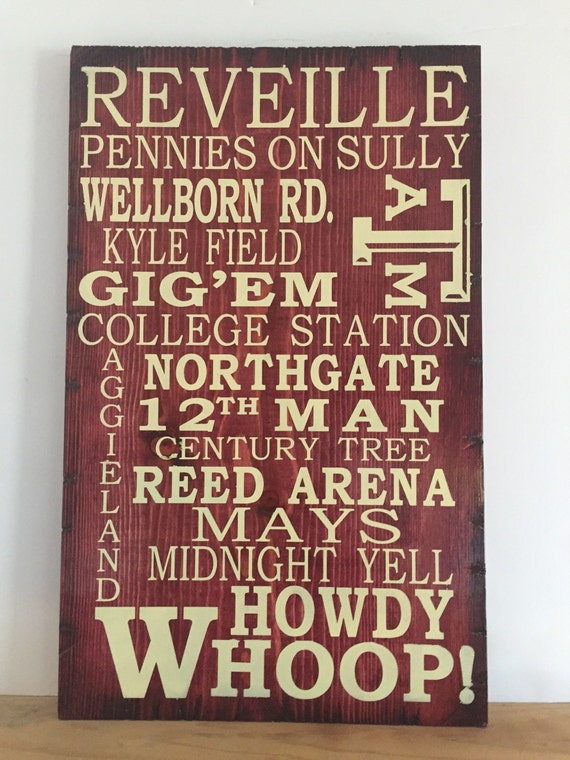 REVEILLE
PENNIES ON SULLY
WELLBORN RD.
ATM
KYLE FIELD
GIG'EM
COLLEGE STATION
AGGIELAND
NORTHGATE
12TH MAN
CENTURY TREE
REED ARENA
MAYS
MIDNIGHT YELL
HOWDY
WHOOP!